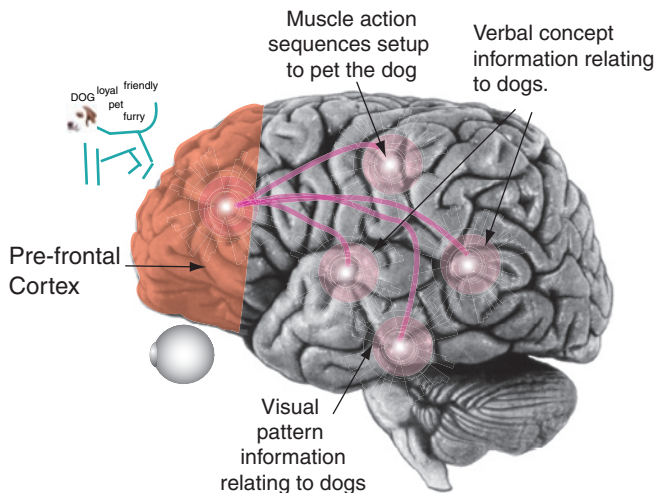 Muscle action
sequences setup
to pet the dog
Verbal concept
information relating
to dogs.
DOG
loyal
friendly
pet
furry
Pre-frontal
Cortex
Visual
pattern
information
relating to dogs